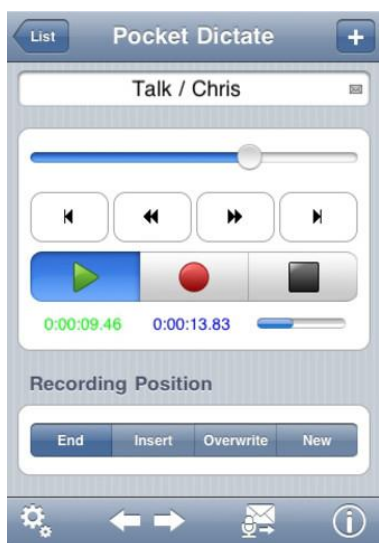 List Pocket Dictate +
Talk / Chris
0:00:09.46 0:00:13.83
Recording Position
End Insert Overwrite New